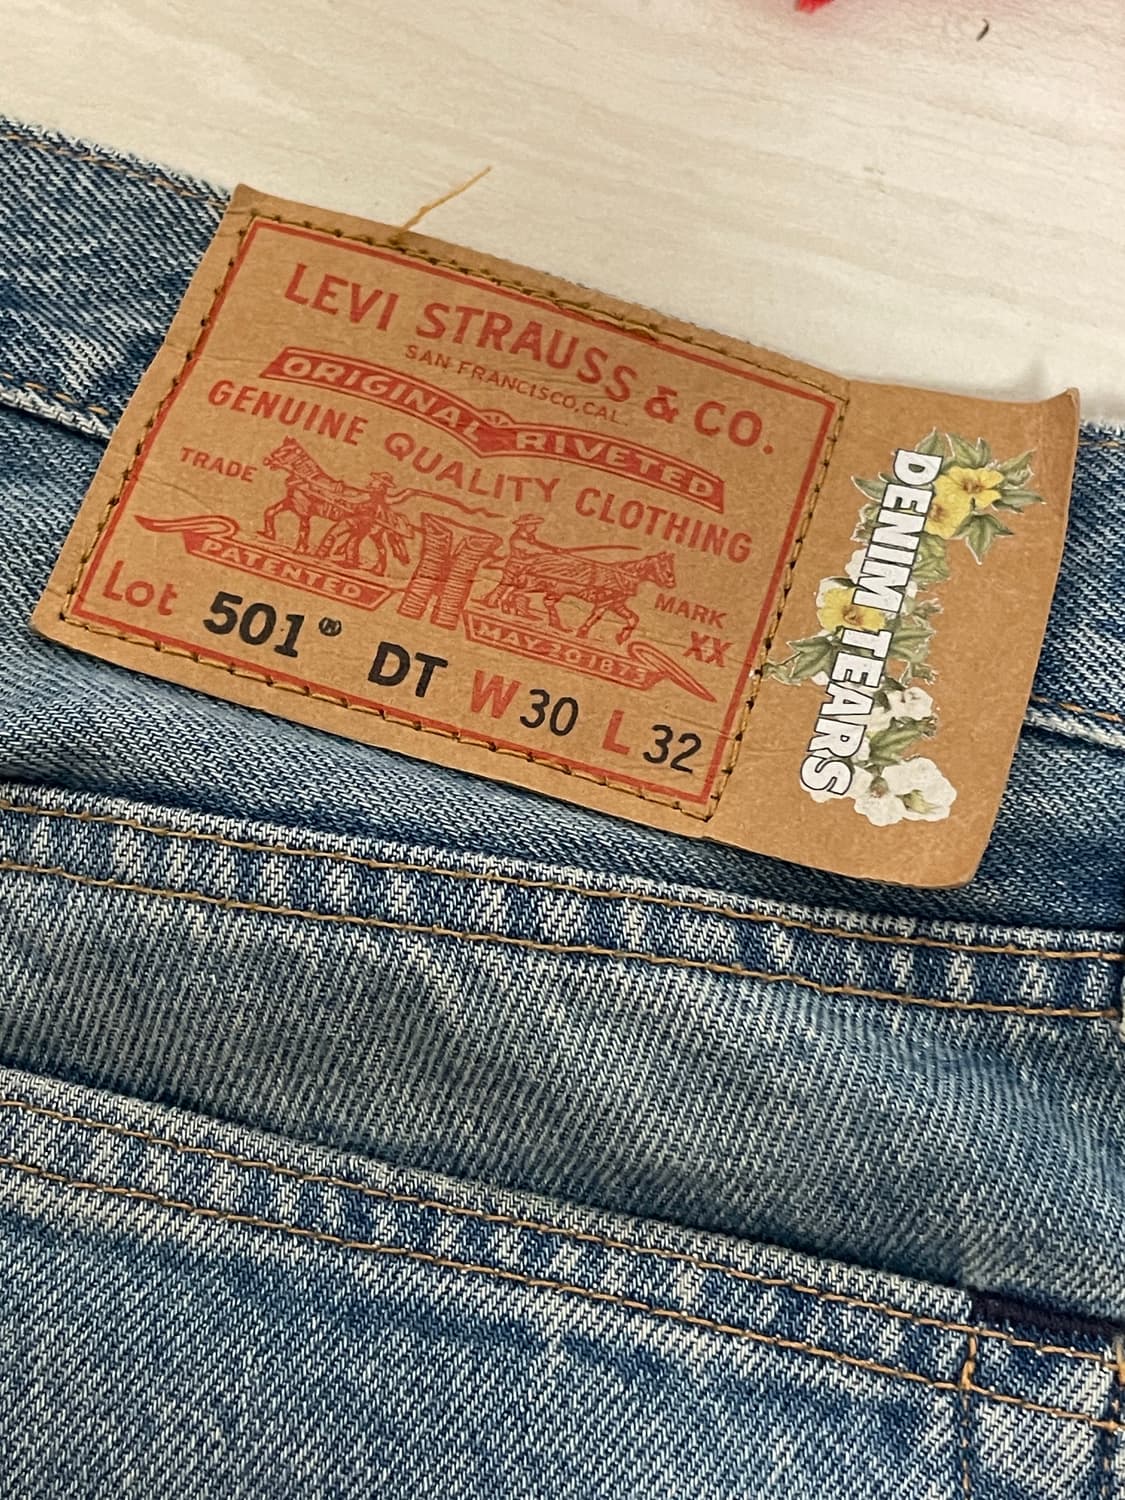 LEVI STRAUSS & CO.
SAN FRANCISCO, CAL.
ORIGINAL RIVETED
GENUINE QUALITY CLOTHING
TRADE MARK
PATENTED MAY 20 1873
XX
Lot 501® DT W 30 L 32
DENIM TEARS